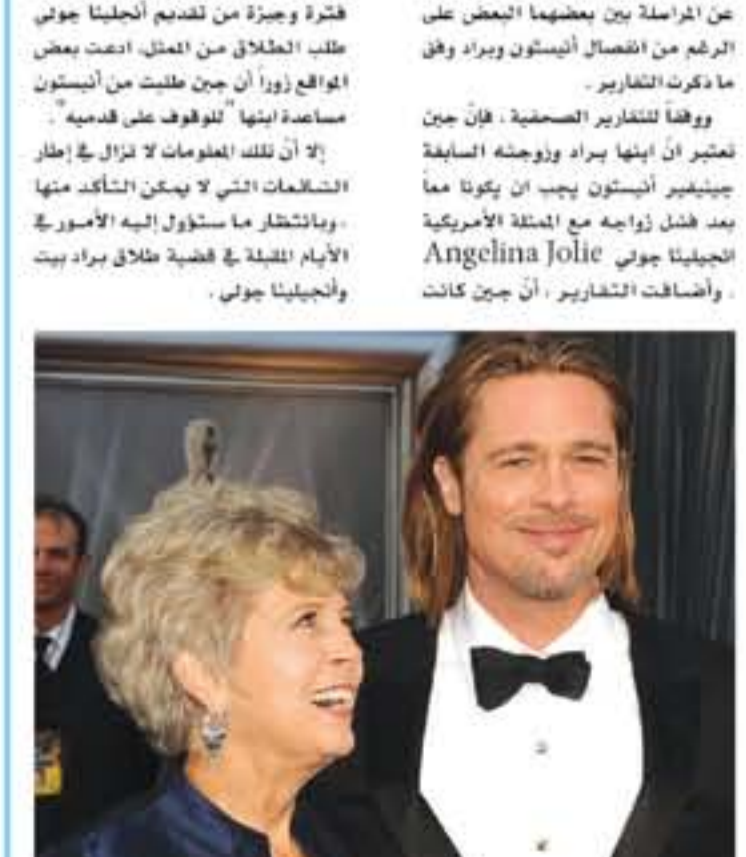 عن المراسلة بين بعضهما البعض على
الرغم من انفصال أنيستون وبراد وفق
ما ذكرت التقارير .
ووفقاً للتقارير الصحفية ، فإنّ جين
تعتبر انّ ابنها براد وزوجته السابقة
جينيفير أنيستون يجب ان يكونا معاً
بعد فشل زواجه مع الممثلة الأمريكية
انجيلينا جولي Angelina Jolie
. وأضافت التقارير ، أنّ جين كانت
فترة وجيزة من تقديم أنجلينا جولي
طلب الطلاق من الممثل، ادعت بعض
المواقع زوراً أن جين طلبت من أنيستون
مساعدة ابنها "للوقوف على قدميه".
إلا أنّ تلك المعلومات لا تزال في إطار
الشائعات التي لا يمكن التأكد منها
، وبانتظار ما ستؤول إليه الأمور في
الأيام المقبلة في قضية طلاق براد بيت
وأنجيلينا جولي .